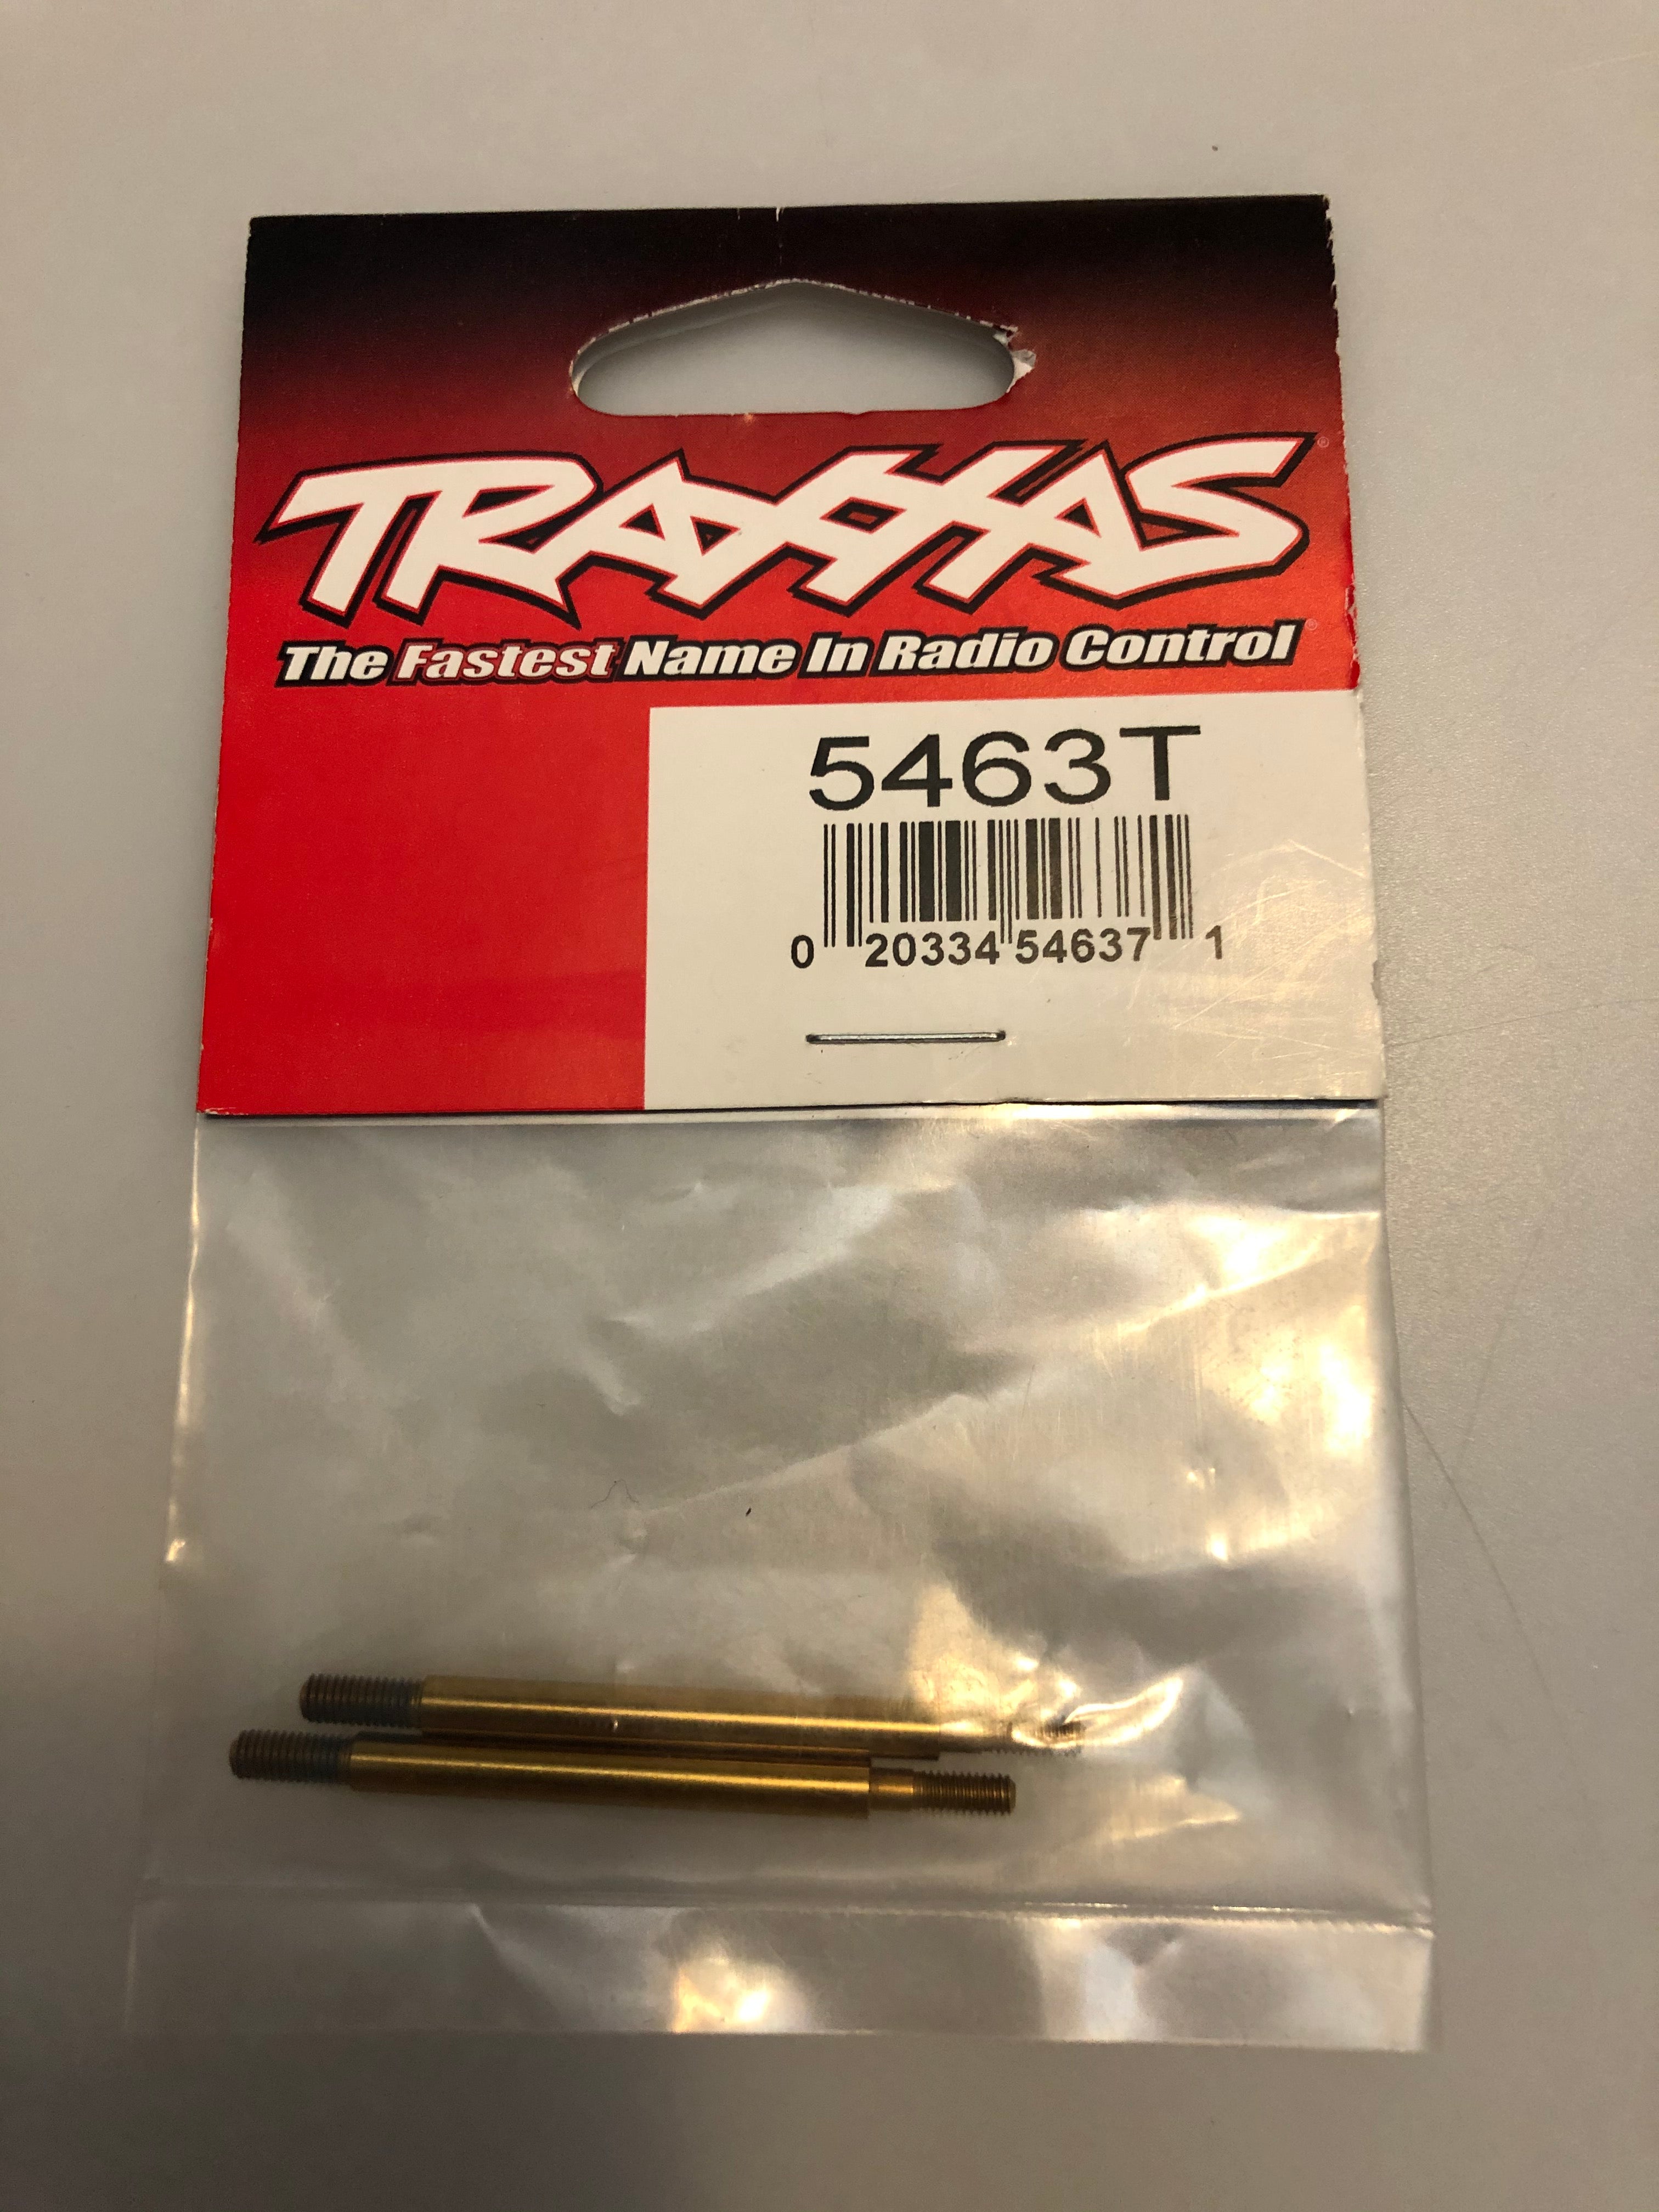 TRAXXAS®
The Fastest Name In Radio Control®
5463T
0 20334 54637 1